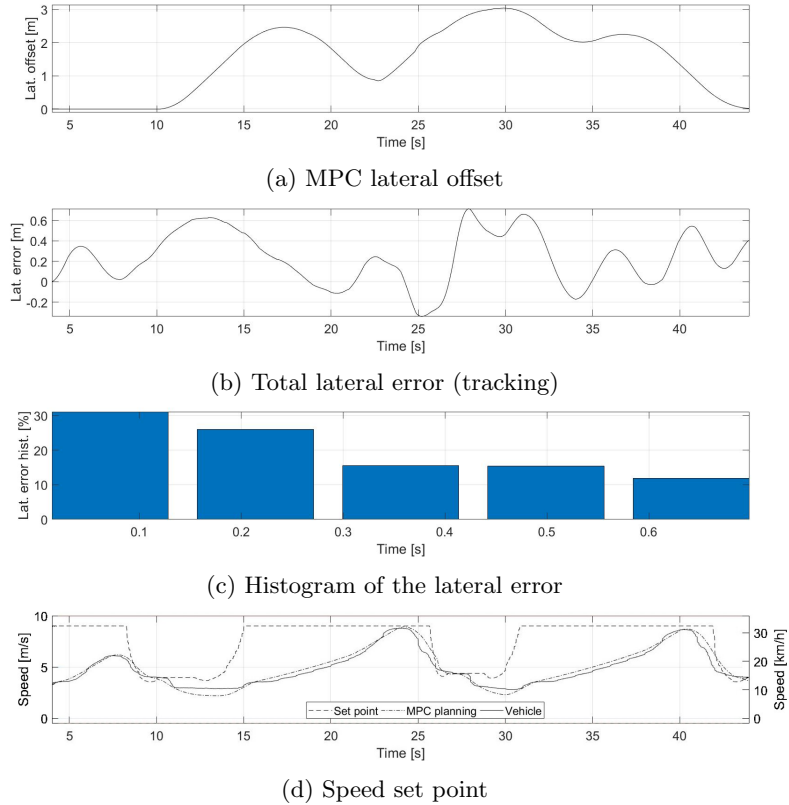 Lat. offset [m]
3
2
1
0
5 10 15 20 25 30 35 40
Time [s]
(a) MPC lateral offset
Lat. error [m]
0.6
0.4
0.2
0
-0.2
5 10 15 20 25 30 35 40
Time [s]
(b) Total lateral error (tracking)
Lat. error hist. [%]
30
20
10
0
0.1 0.2 0.3 0.4 0.5 0.6
Time [s]
(c) Histogram of the lateral error
Speed [m/s]
10
5
0
30
20
10
0
Speed [km/h]
Set point MPC planning Vehicle
5 10 15 20 25 30 35 40
Time [s]
(d) Speed set point